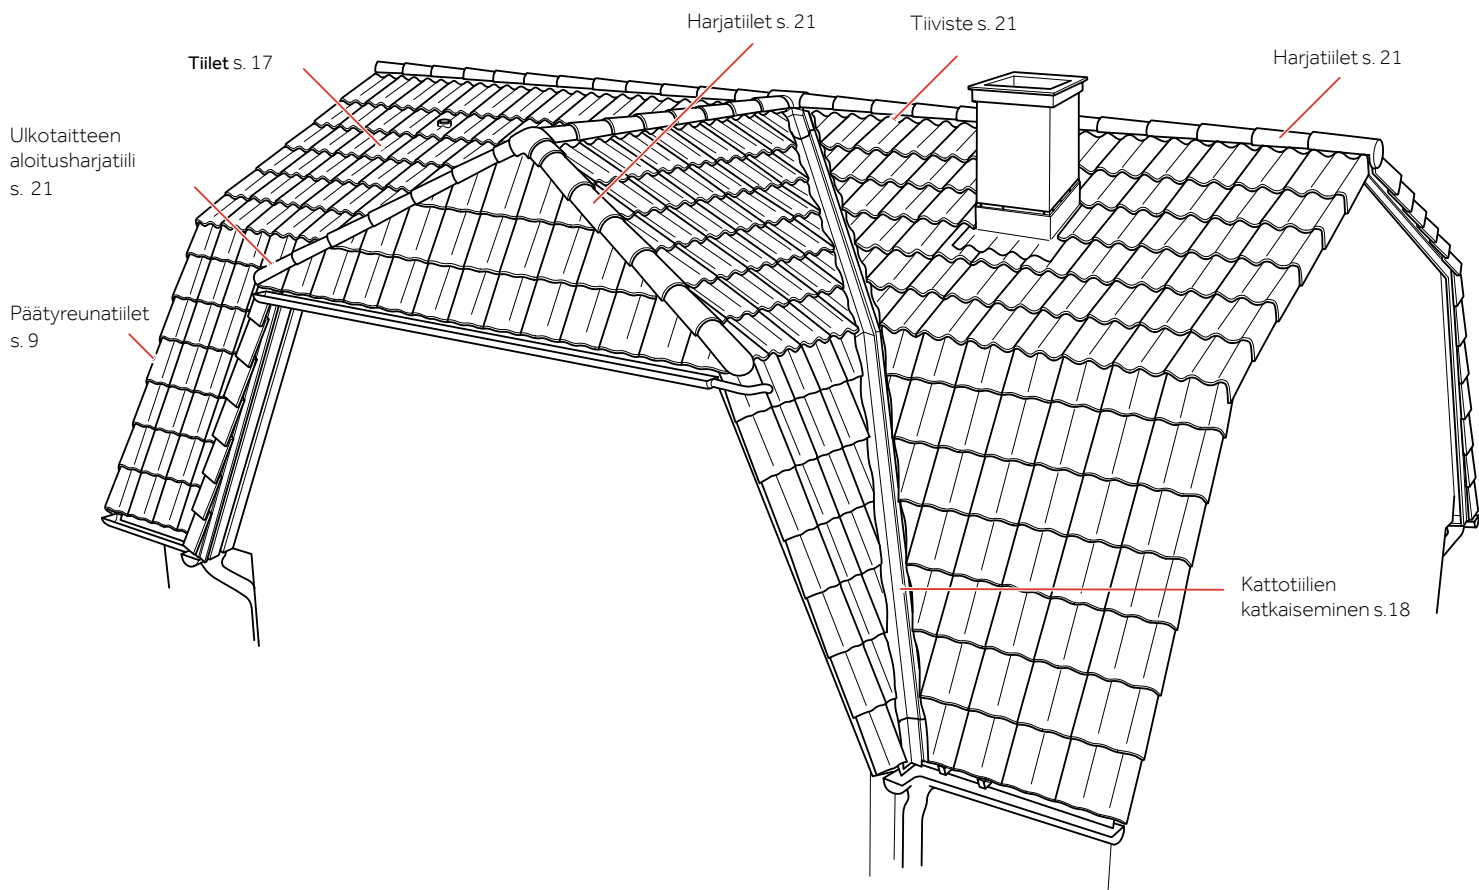 Harjatiilet s. 21
Tiiviste s. 21
Harjatiilet s. 21
Tiilet s. 17
Ulkotaitteen
aloitusharjatiili
s. 21
Päätyreunatiilet
s. 9
Kattotiilien
katkaiseminen s.18